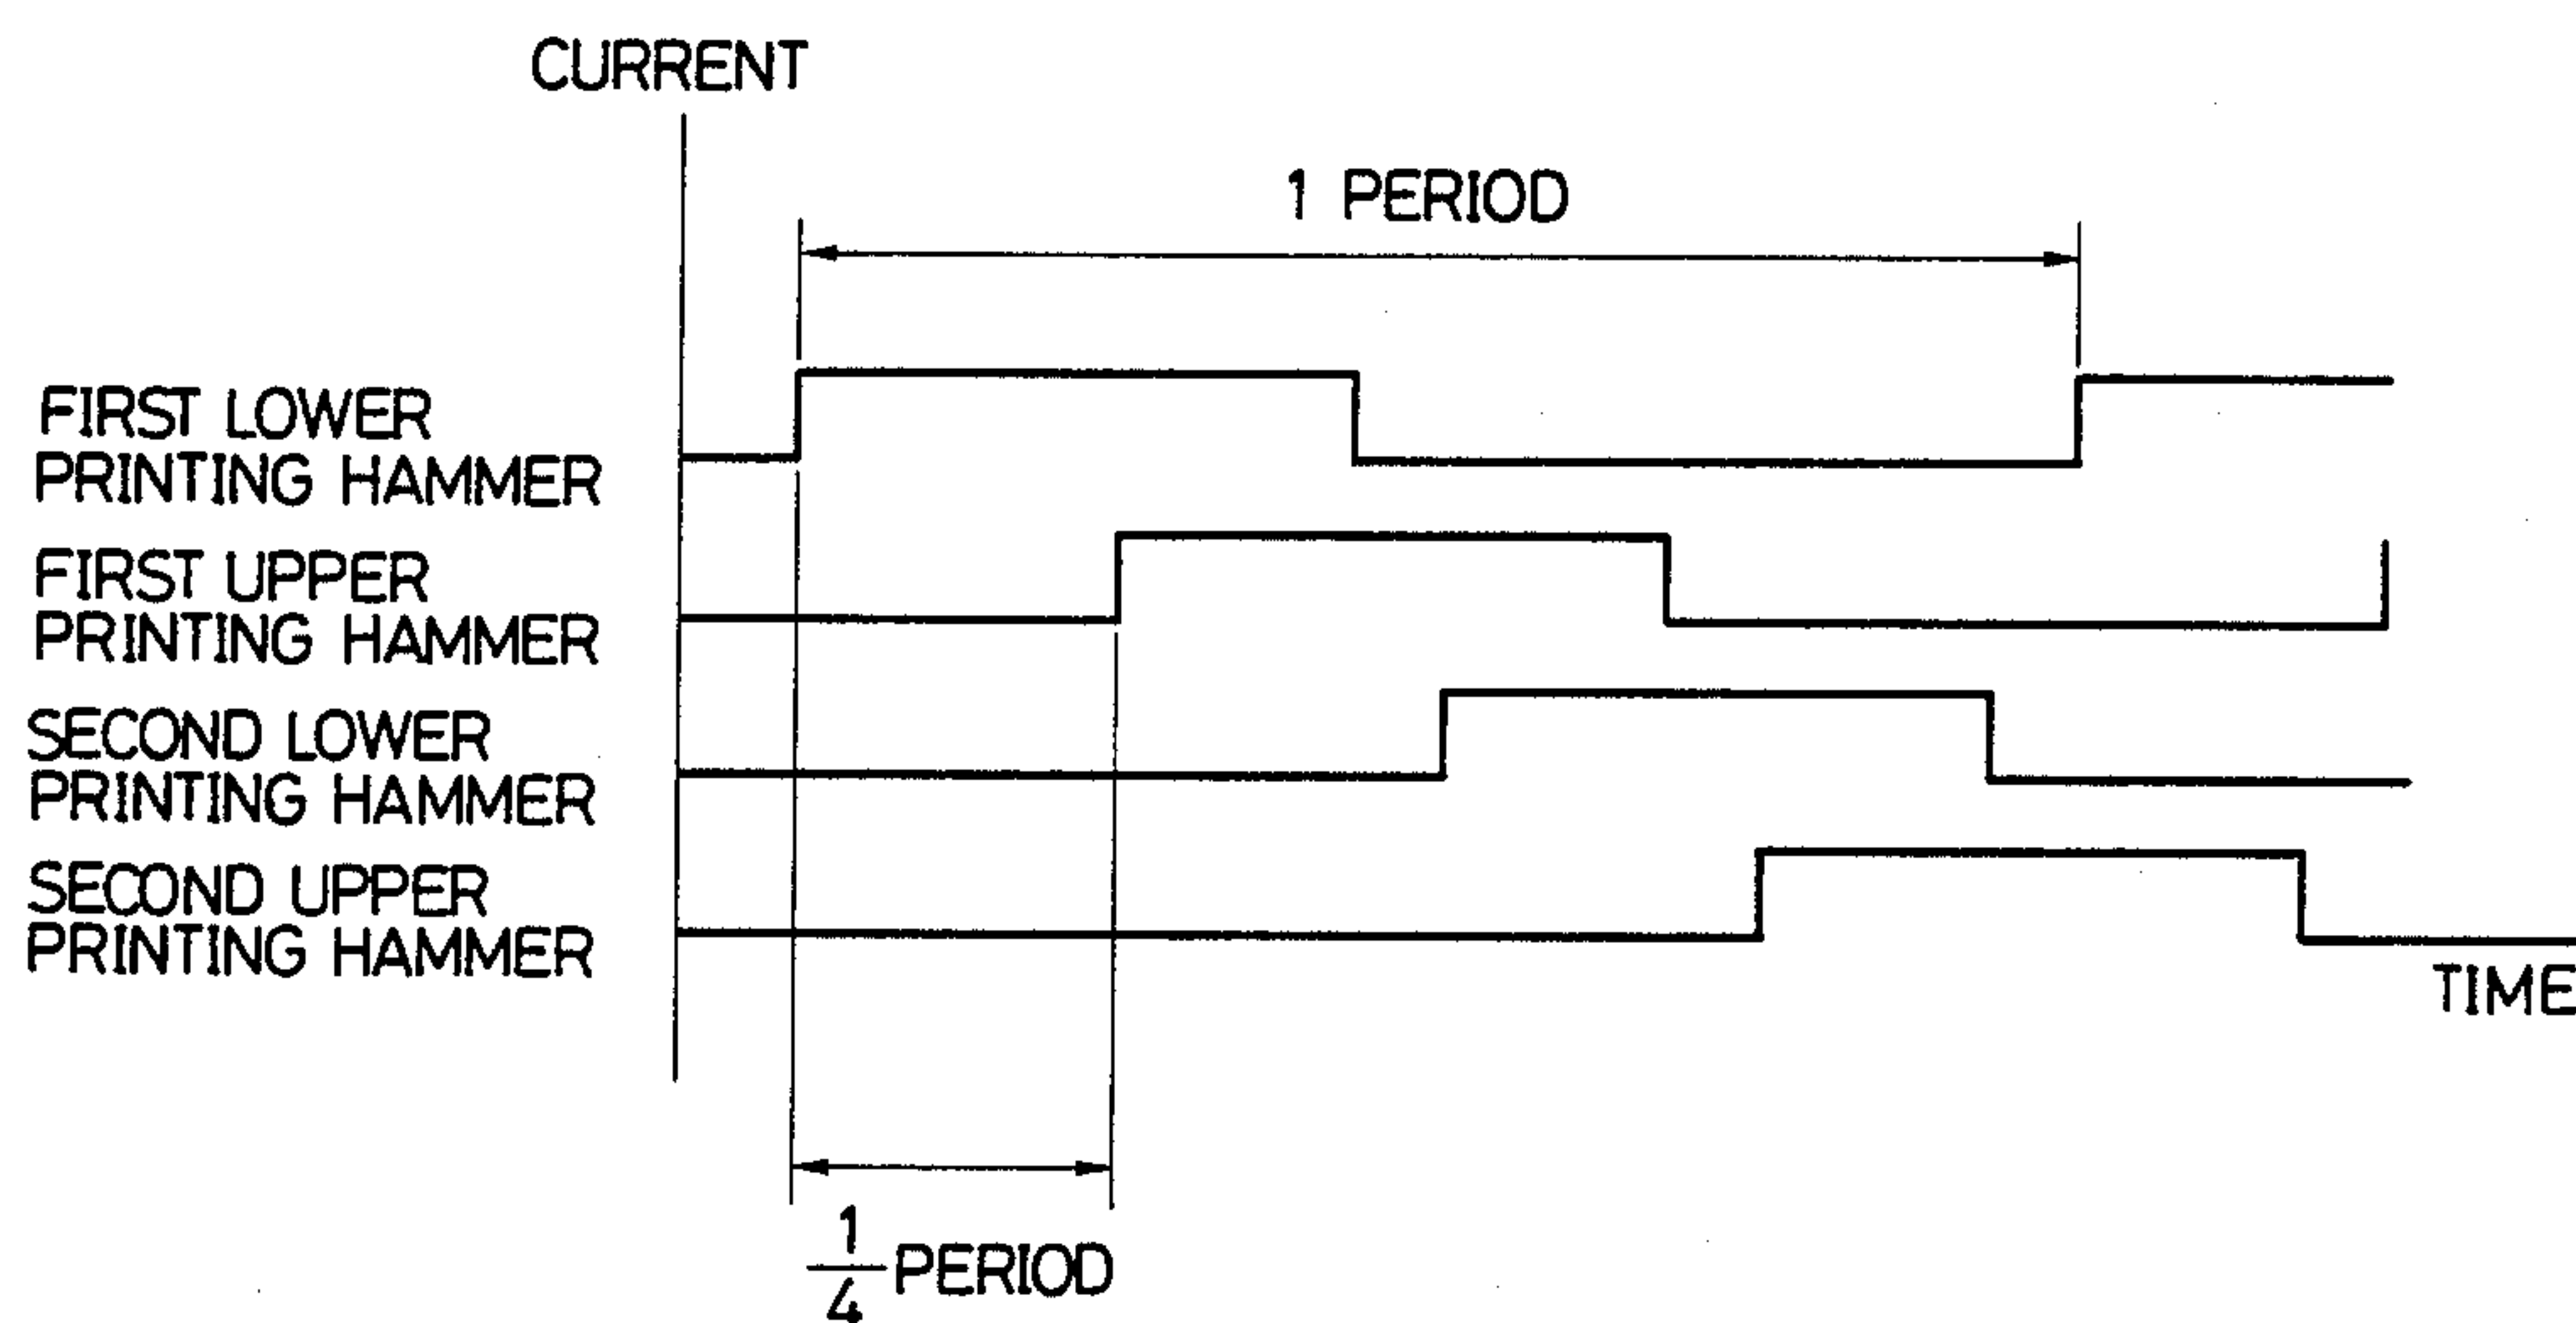 CURRENT
1 PERIOD
FIRST LOWER
PRINTING HAMMER
FIRST UPPER
PRINTING HAMMER
SECOND LOWER
PRINTING HAMMER
SECOND UPPER
PRINTING HAMMER
TIME
1/4 PERIOD